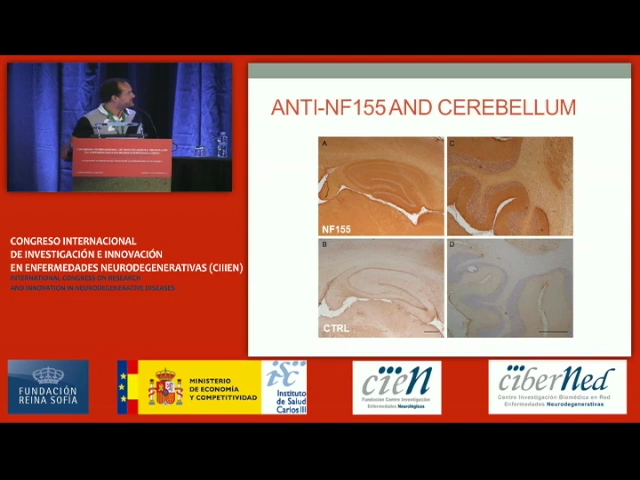 ANTI-NF155 AND CEREBELLUM
A
C
NF155
B
D
CTRL
CONGRESO INTERNACIONAL
DE INVESTIGACIÓN E INNOVACIÓN
EN ENFERMEDADES NEURODEGENERATIVAS (CIIIEN)
INTERNATIONAL CONGRESS ON RESEARCH
AND INNOVATION IN NEURODEGENERATIVE DISEASES
FUNDACIÓN
REINA SOFÍA
MINISTERIO
DE ECONOMÍA
Y COMPETITIVIDAD
isc
Instituto
de Salud
Carlos III
cien
Fundación Centro Investigación
Enfermedades Neurológicas
ciberned
Centro Investigación Biomédica en Red
Enfermedades Neurodegenerativas